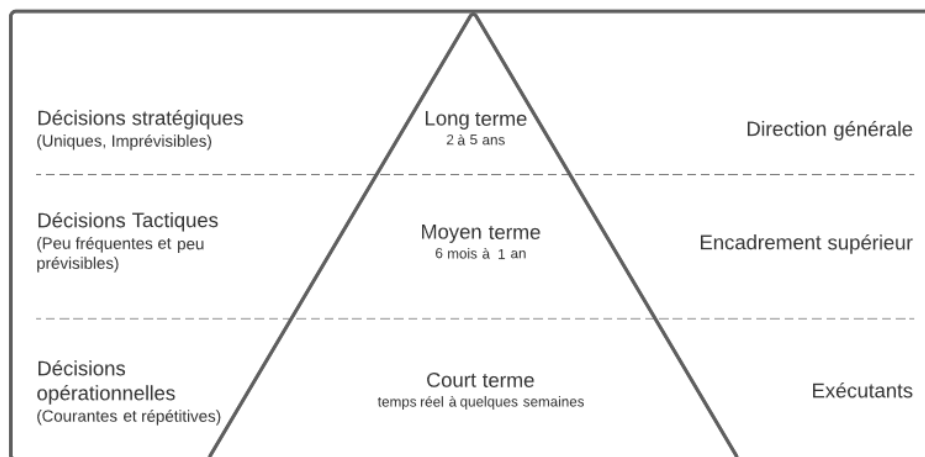 Décisions stratégiques
(Uniques, Imprévisibles)
Long terme
2 à 5 ans
Direction générale
Décisions Tactiques
(Peu fréquentes et peu
prévisibles)
Moyen terme
6 mois à 1 an
Encadrement supérieur
Décisions
opérationnelles
(Courantes et répétitives)
Court terme
temps réel à quelques semaines
Exécutants